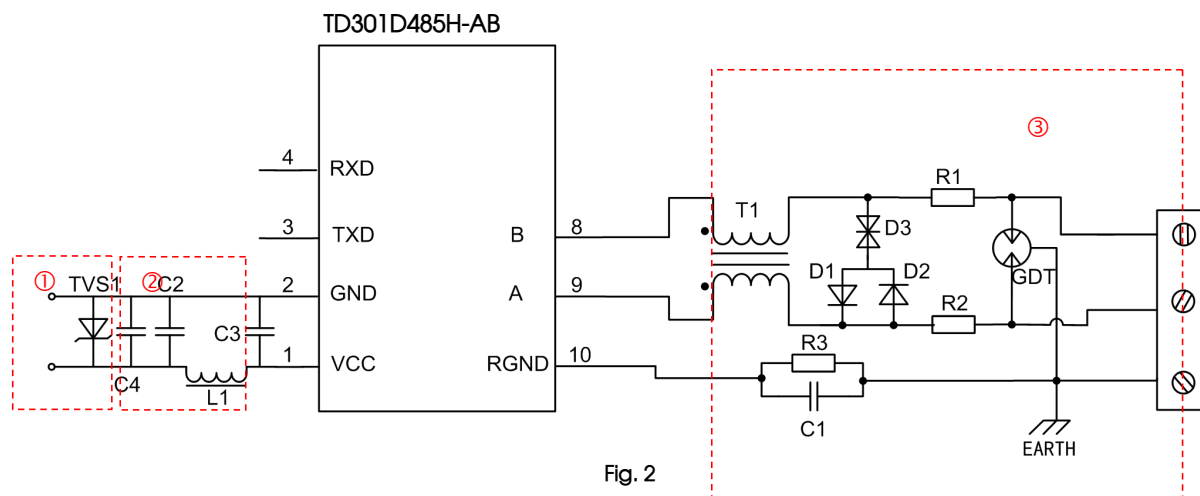 TD301D485H-AB
③
4 RXD
R1
T1
3 TXD
B 8
D3
① TVS1 ② C2
D1 D2 GDT
2 GND
A 9
R2
C3
1 VCC
RGND 10
R3
C4
L1
C1
EARTH
Fig. 2